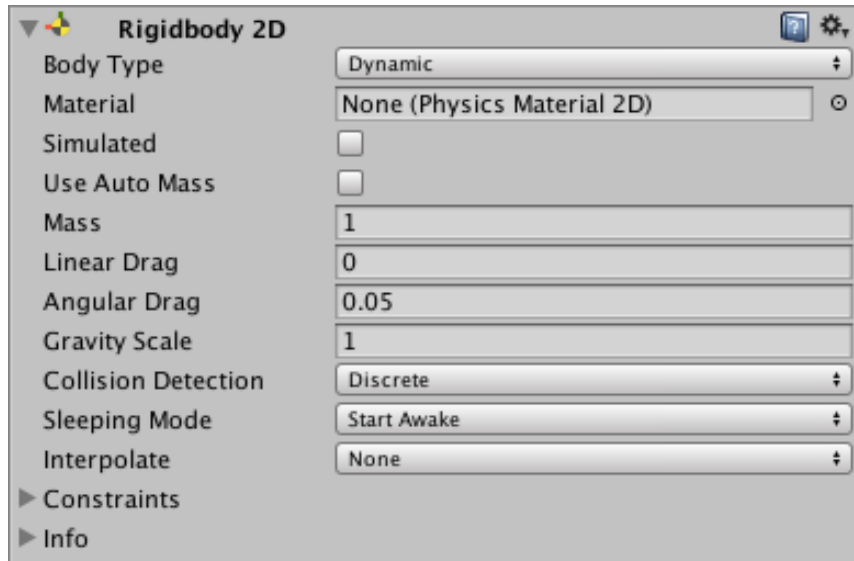 Rigidbody 2D
Body Type Dynamic
Material None (Physics Material 2D)
Simulated
Use Auto Mass
Mass 1
Linear Drag 0
Angular Drag 0.05
Gravity Scale 1
Collision Detection Discrete
Sleeping Mode Start Awake
Interpolate None
Constraints
Info